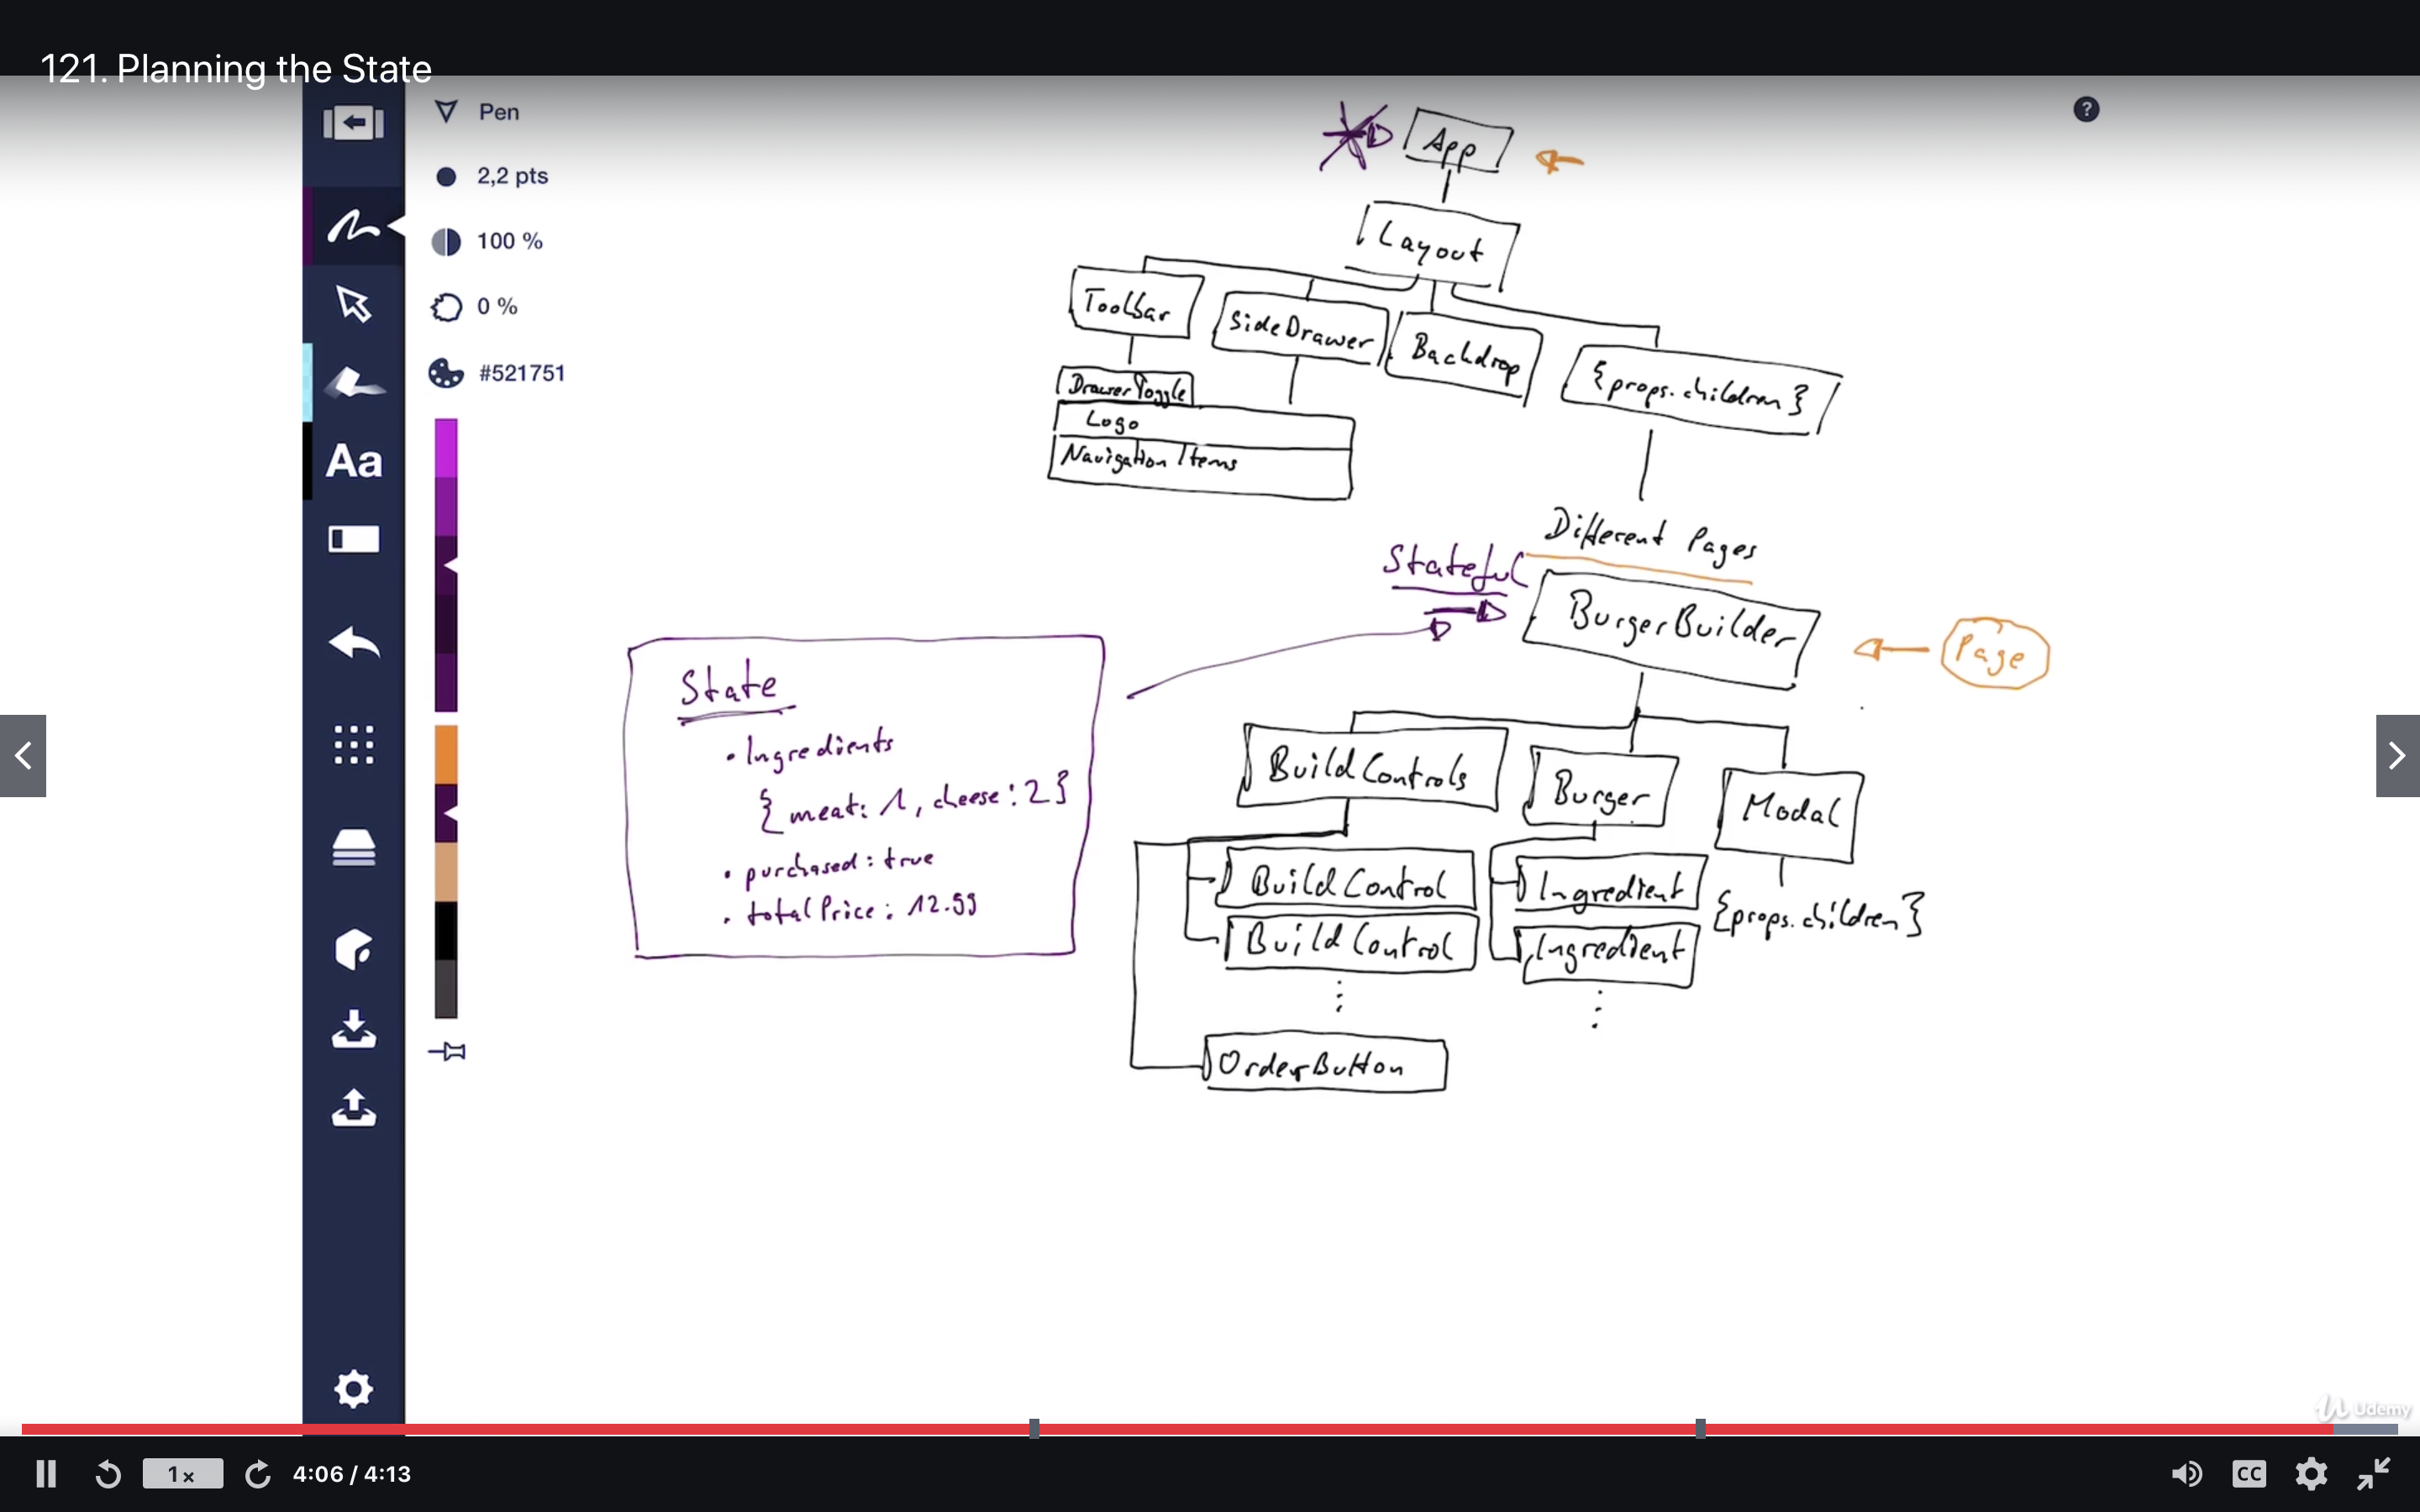 121. Planning the State
Pen
2,2 pts
100 %
0 %
#521751
Aa
?
App
Layout
Toolbar
SideDrawer
Backdrop
{props.children}
DrawerToggle
Logo
Navigation Items
Different Pages
Stateful
BurgerBuilder
Page
State
• Ingredients
{ meat: 1, cheese: 2 }
• purchased: true
• totalPrice: 12.99
BuildControls
Burger
Modal
BuildControl
Ingredient
{props.children}
BuildControl
Ingredient
OrderButton
Udemy
1x
4:06 / 4:13
CC